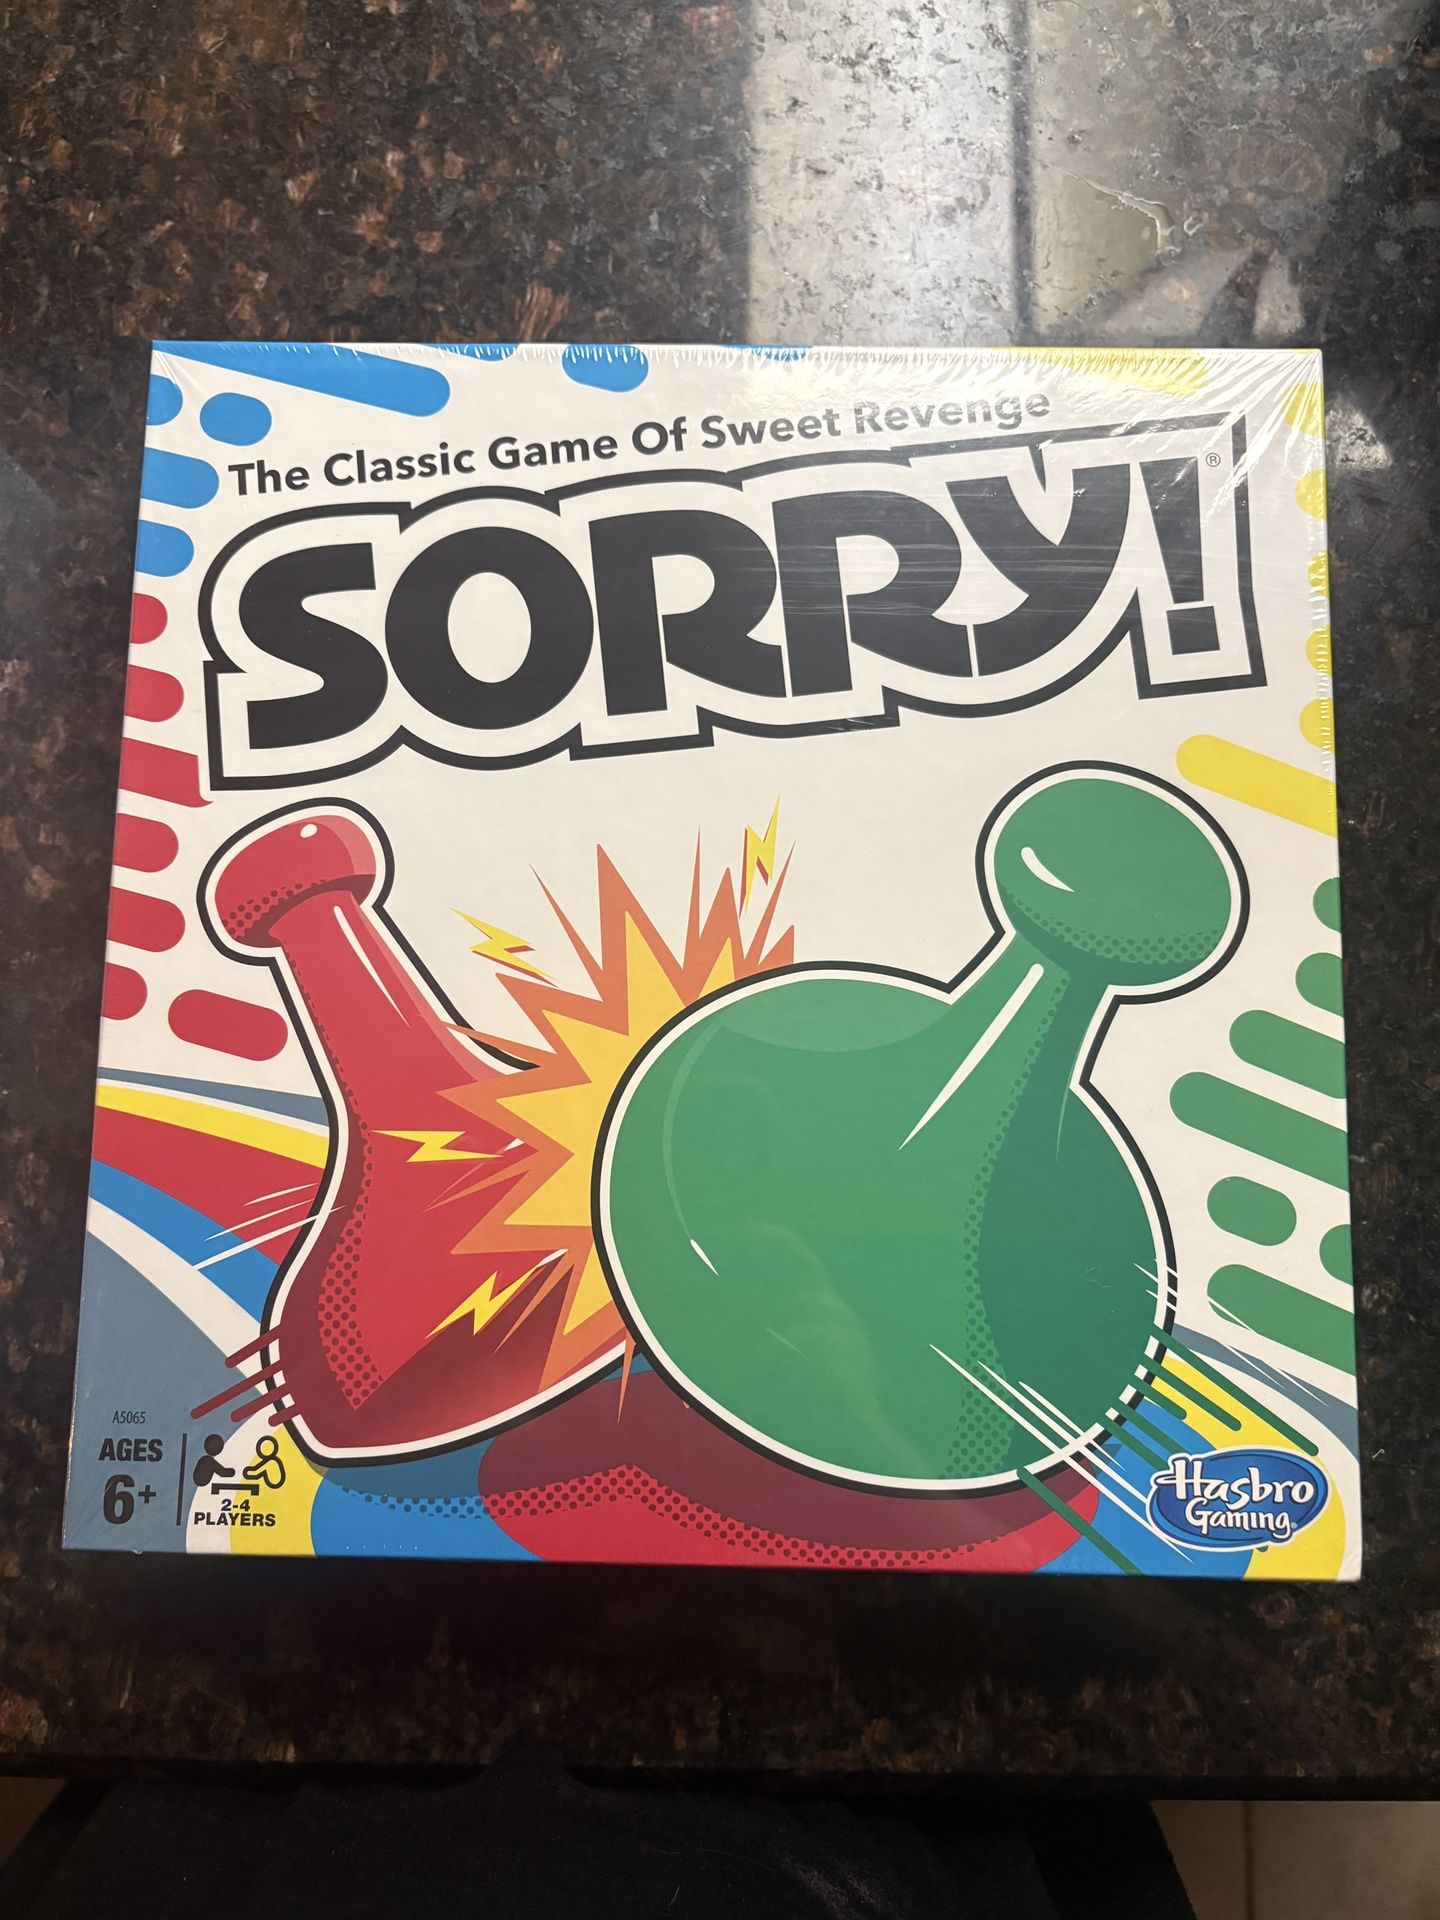 The Classic Game Of Sweet Revenge
SORRY!®
A5065
AGES
6+
2-4
PLAYERS
Hasbro
Gaming®